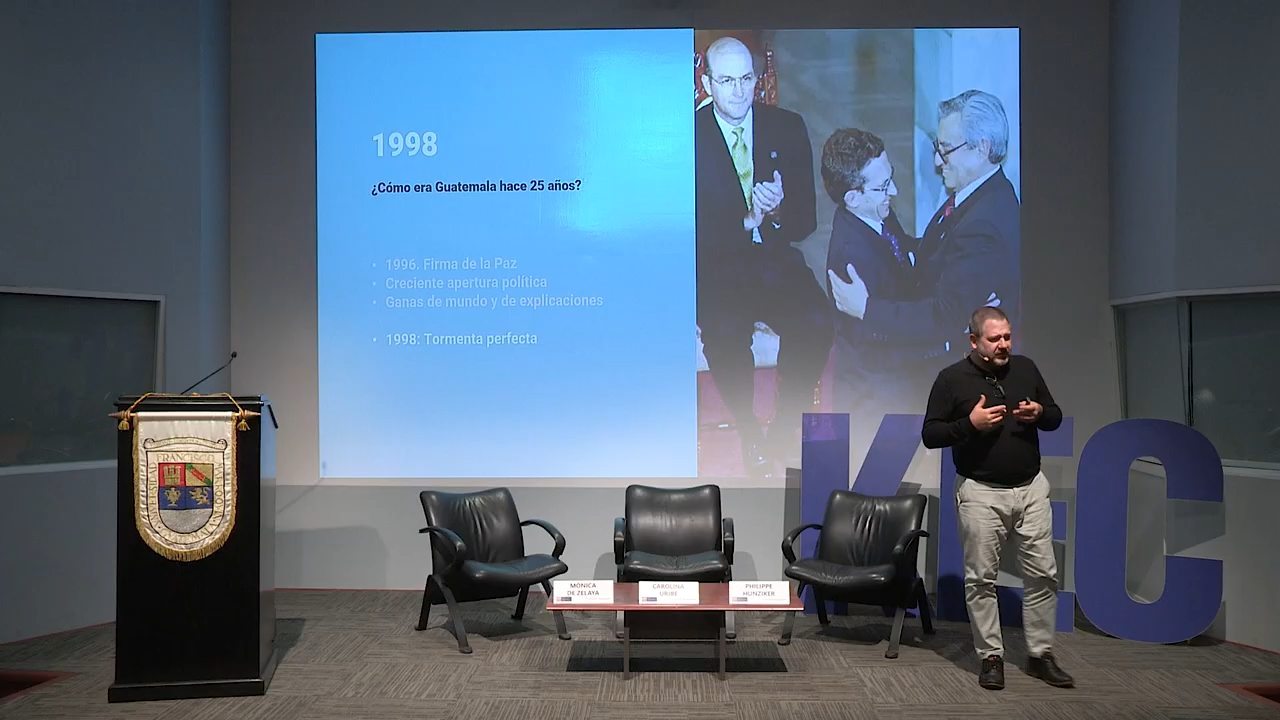 1998
¿Cómo era Guatemala hace 25 años?
• 1996. Firma de la Paz
• Creciente apertura política
• Ganas de mundo y de explicaciones
• 1998: Tormenta perfecta
FRANCISCO
MÓNICA
DE ZELAYA
CAROLINA
URIBE
PHILIPPE
HUNZIKER
KEC